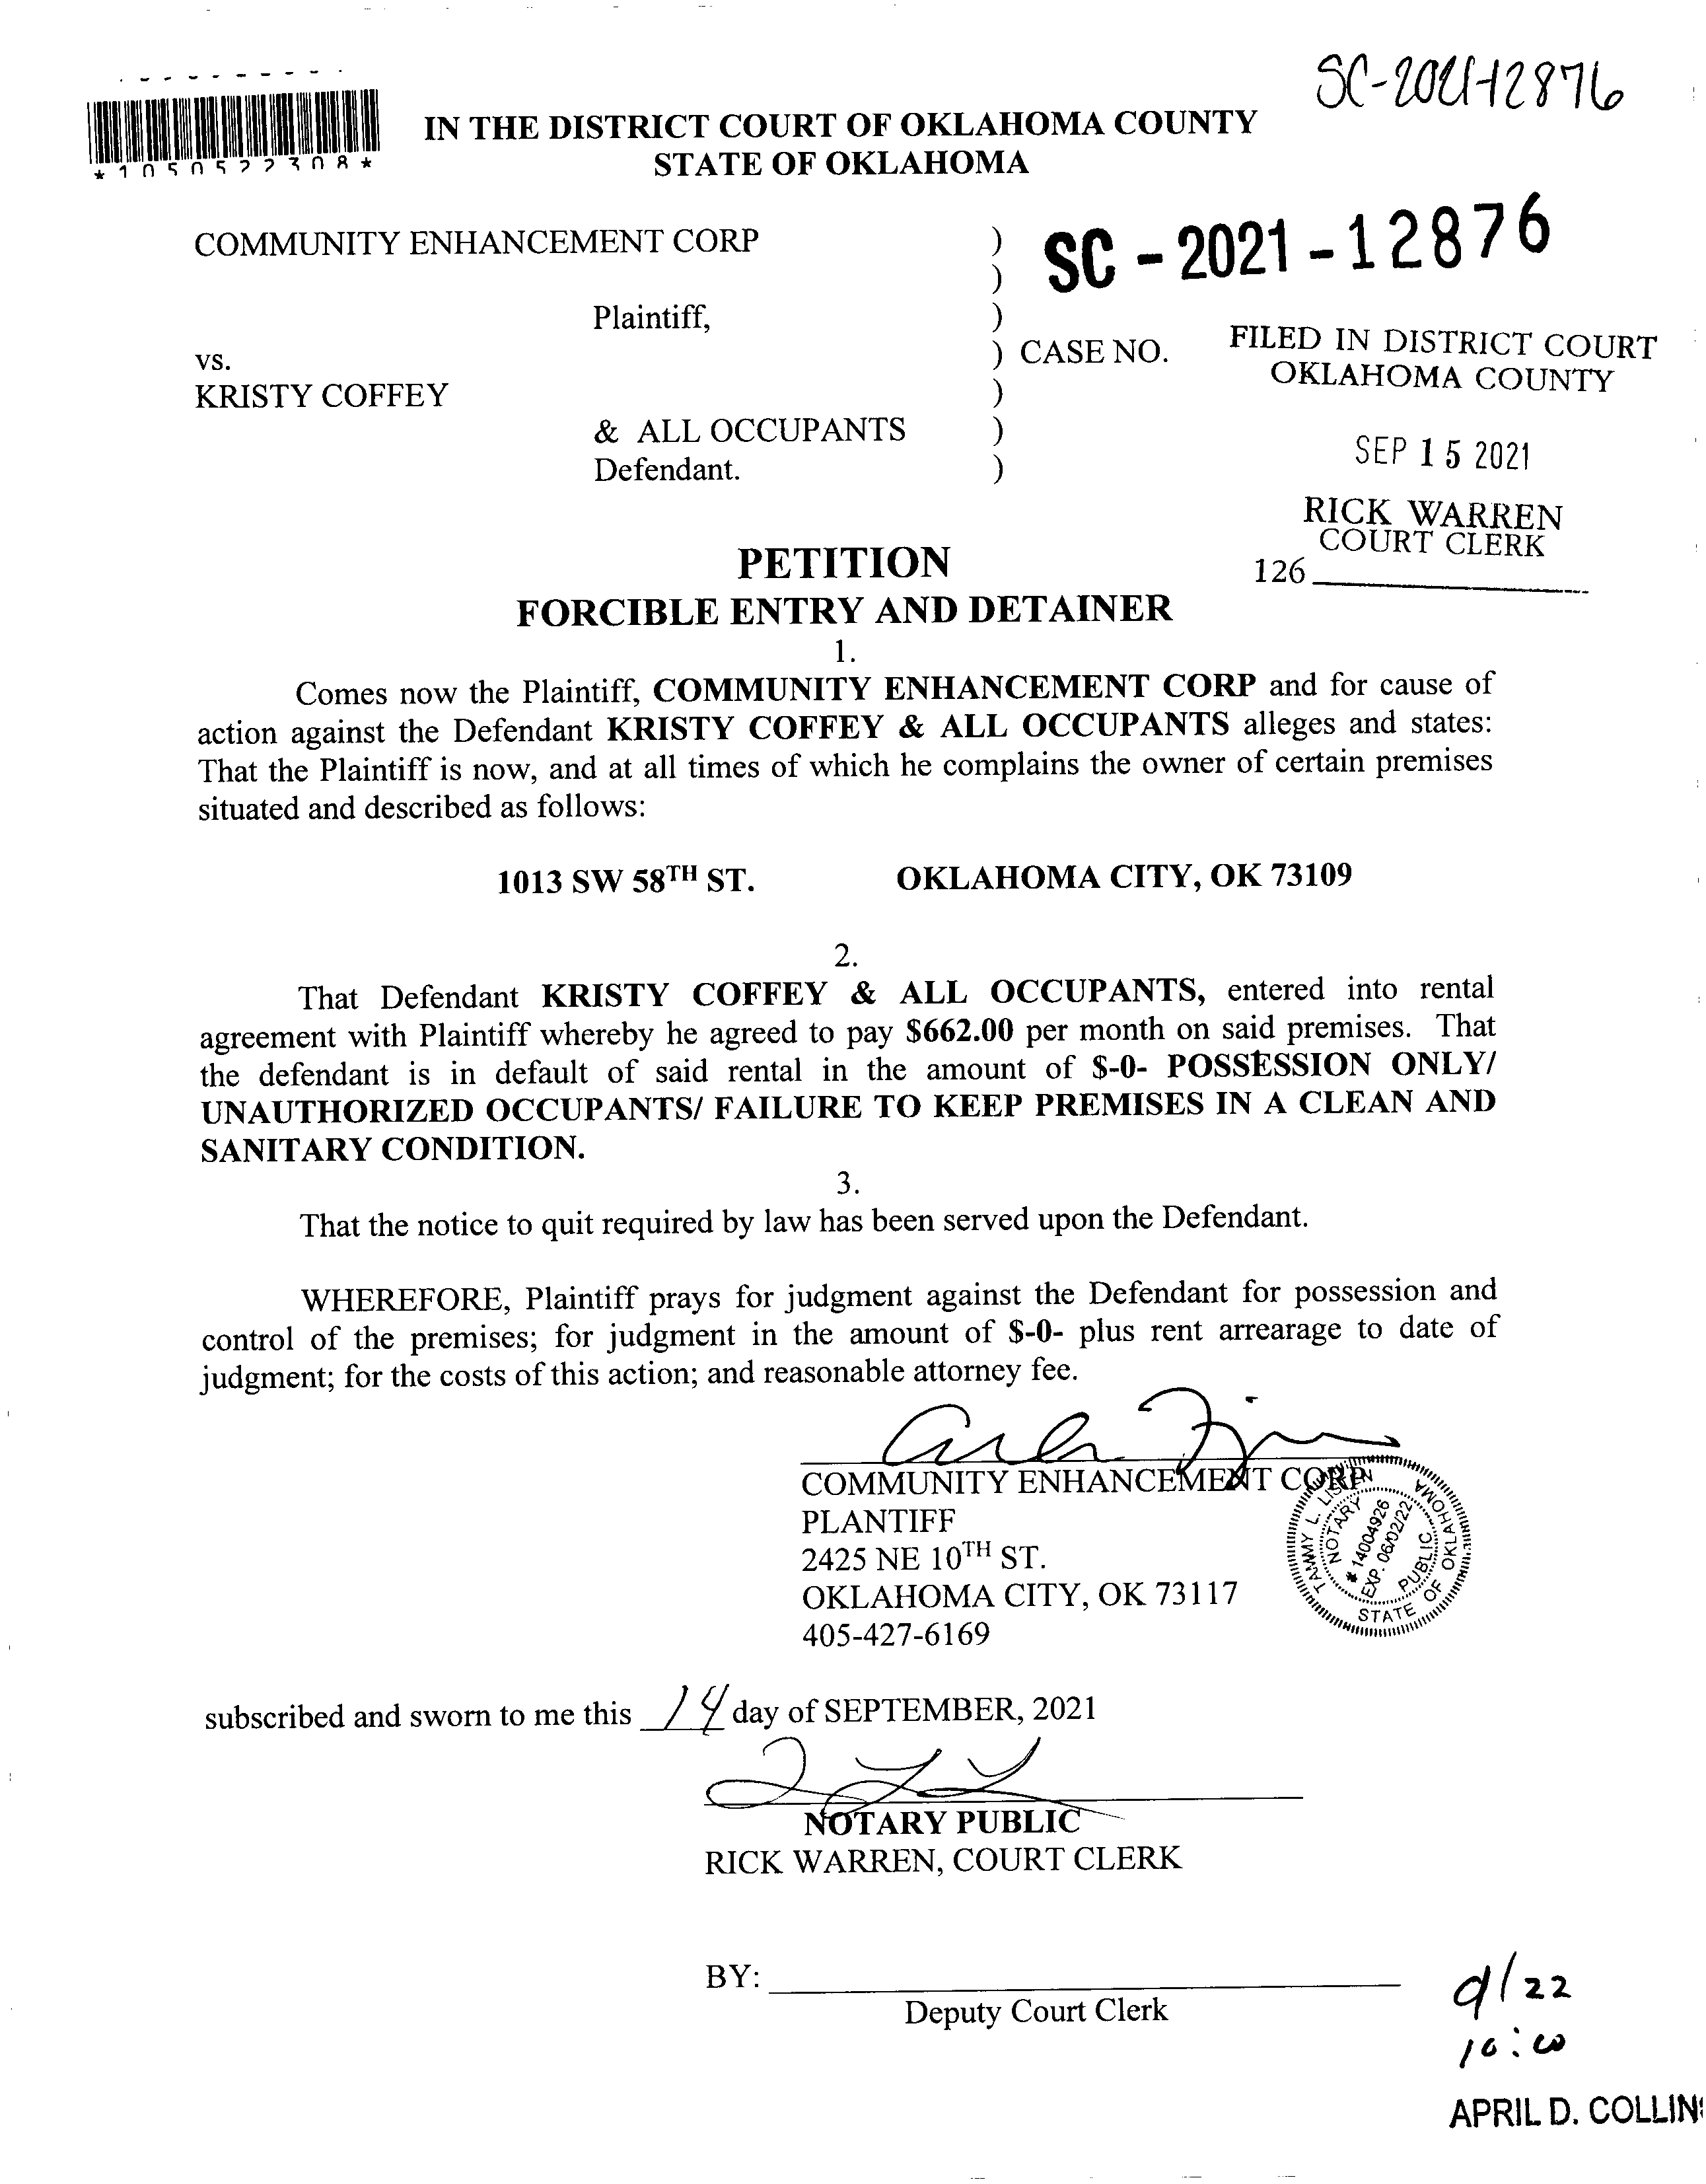 SC-2021-12876
*1050522308*
IN THE DISTRICT COURT OF OKLAHOMA COUNTY
STATE OF OKLAHOMA
COMMUNITY ENHANCEMENT CORP )
)
SC - 2021 - 12876
Plaintiff, )
vs. ) CASE NO.
KRISTY COFFEY )
& ALL OCCUPANTS )
Defendant. )
FILED IN DISTRICT COURT
OKLAHOMA COUNTY
SEP 15 2021
RICK WARREN
COURT CLERK
126
PETITION
FORCIBLE ENTRY AND DETAINER
1.
Comes now the Plaintiff, COMMUNITY ENHANCEMENT CORP and for cause of
action against the Defendant KRISTY COFFEY & ALL OCCUPANTS alleges and states:
That the Plaintiff is now, and at all times of which he complains the owner of certain premises
situated and described as follows:
1013 SW 58TH ST. OKLAHOMA CITY, OK 73109
2.
That Defendant KRISTY COFFEY & ALL OCCUPANTS, entered into rental
agreement with Plaintiff whereby he agreed to pay $662.00 per month on said premises. That
the defendant is in default of said rental in the amount of $-0- POSSESSION ONLY/
UNAUTHORIZED OCCUPANTS/ FAILURE TO KEEP PREMISES IN A CLEAN AND
SANITARY CONDITION.
3.
That the notice to quit required by law has been served upon the Defendant.
WHEREFORE, Plaintiff prays for judgment against the Defendant for possession and
control of the premises; for judgment in the amount of $-0- plus rent arrearage to date of
judgment; for the costs of this action; and reasonable attorney fee.
COMMUNITY ENHANCEMENT CORP
PLANTIFF
2425 NE 10TH ST.
OKLAHOMA CITY, OK 73117
405-427-6169
TAMMY L. LISTEN
NOTARY
# 14004926
EXP. 06/02/22
PUBLIC
STATE OF OKLAHOMA
subscribed and sworn to me this 14 day of SEPTEMBER, 2021
NOTARY PUBLIC
RICK WARREN, COURT CLERK
BY:
Deputy Court Clerk
9/22
10:00
APRIL D. COLLINS